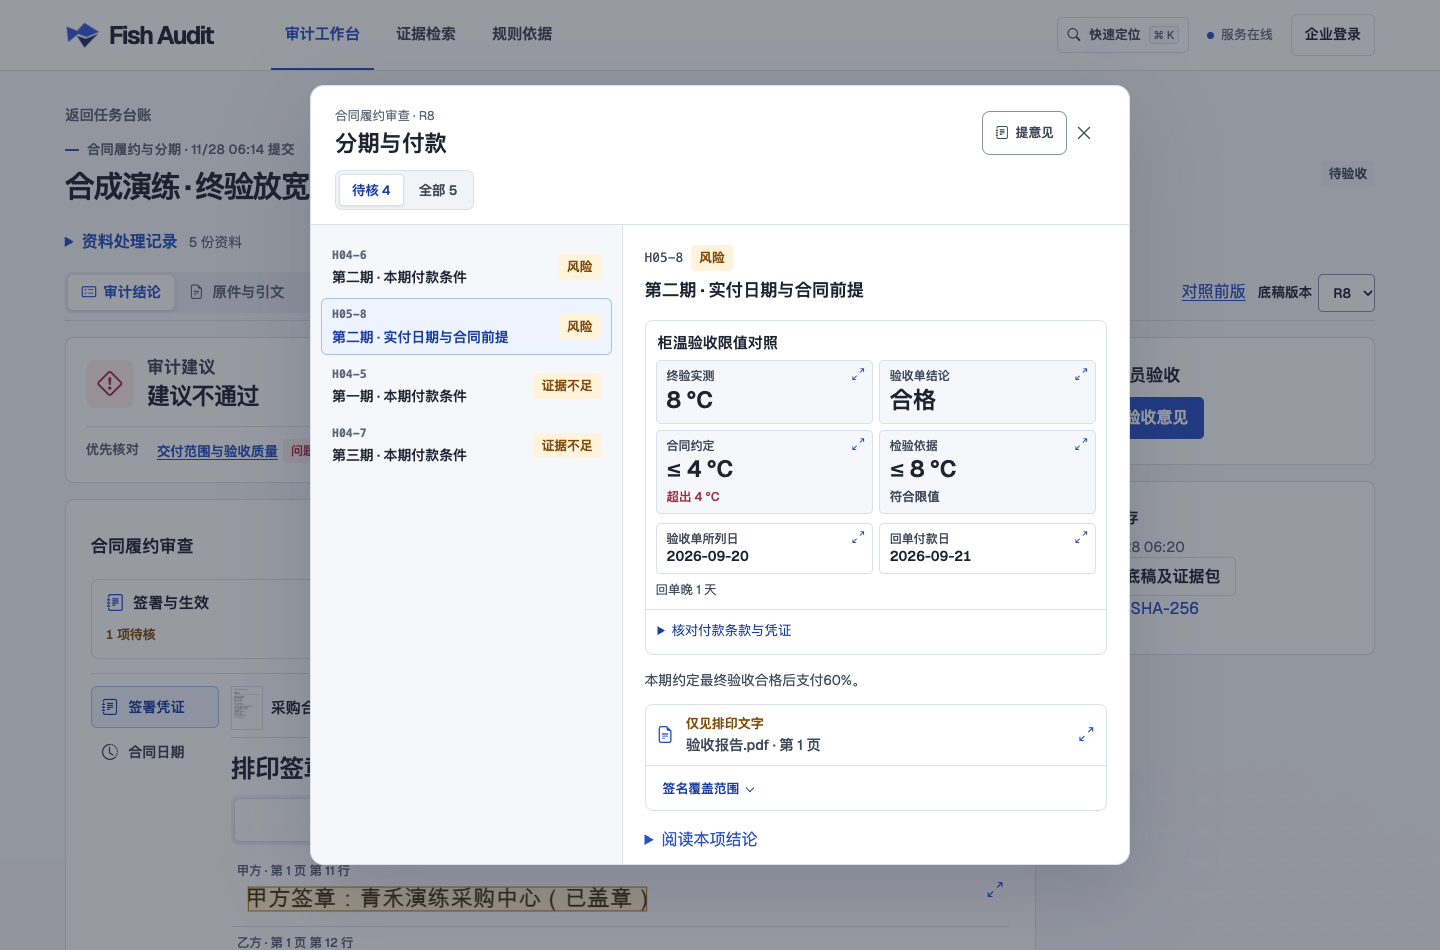 Fish Audit
审计工作台
证据检索
规则依据
快速定位 ⌘ K
服务在线
企业登录
返回任务台账
合同履约与分期 · 11/28 06:14 提交
合成演练 · 终验放宽
待验收
资料处理记录 5 份资料
审计结论
原件与引文
对照前版
底稿版本
R8
审计建议
建议不通过
优先核对
交付范围与验收质量
合同履约审查
签署与生效
1 项待核
签署凭证
合同日期
采购合
排印签章
甲方 · 第 1 页 第 11 行
甲方签章：青禾演练采购中心（已盖章）
乙方 · 第 1 页 第 12 行
员验收
验收意见
存
28 06:20
底稿及证据包
SHA-256
合同履约审查 · R8
分期与付款
提意见
待核 4
全部 5
H04-6
第二期 · 本期付款条件
风险
H05-8
第二期 · 实付日期与合同前提
风险
H04-5
第一期 · 本期付款条件
证据不足
H04-7
第三期 · 本期付款条件
证据不足
H05-8 风险
第二期 · 实付日期与合同前提
柜温验收限值对照
终验实测
8 °C
验收单结论
合格
合同约定
≤ 4 °C
超出 4 °C
检验依据
≤ 8 °C
符合限值
验收单所列日
2026-09-20
回单付款日
2026-09-21
回单晚 1 天
核对付款条款与凭证
本期约定最终验收合格后支付60%。
仅见排印文字
验收报告.pdf · 第 1 页
签名覆盖范围
阅读本项结论